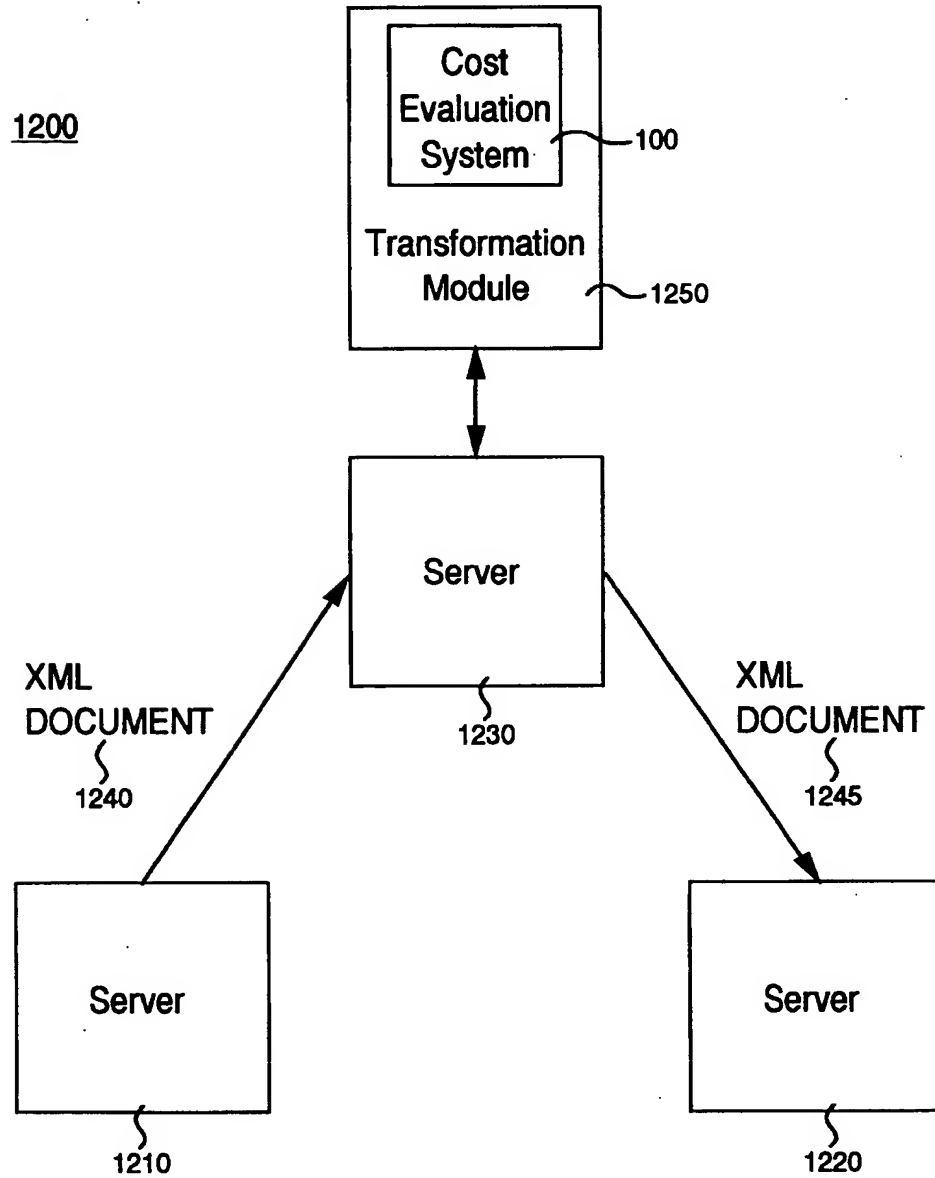 1200
Cost
Evaluation
System
100
Transformation
Module
1250
Server
1230
XML
DOCUMENT
1240
XML
DOCUMENT
1245
Server
1210
Server
1220